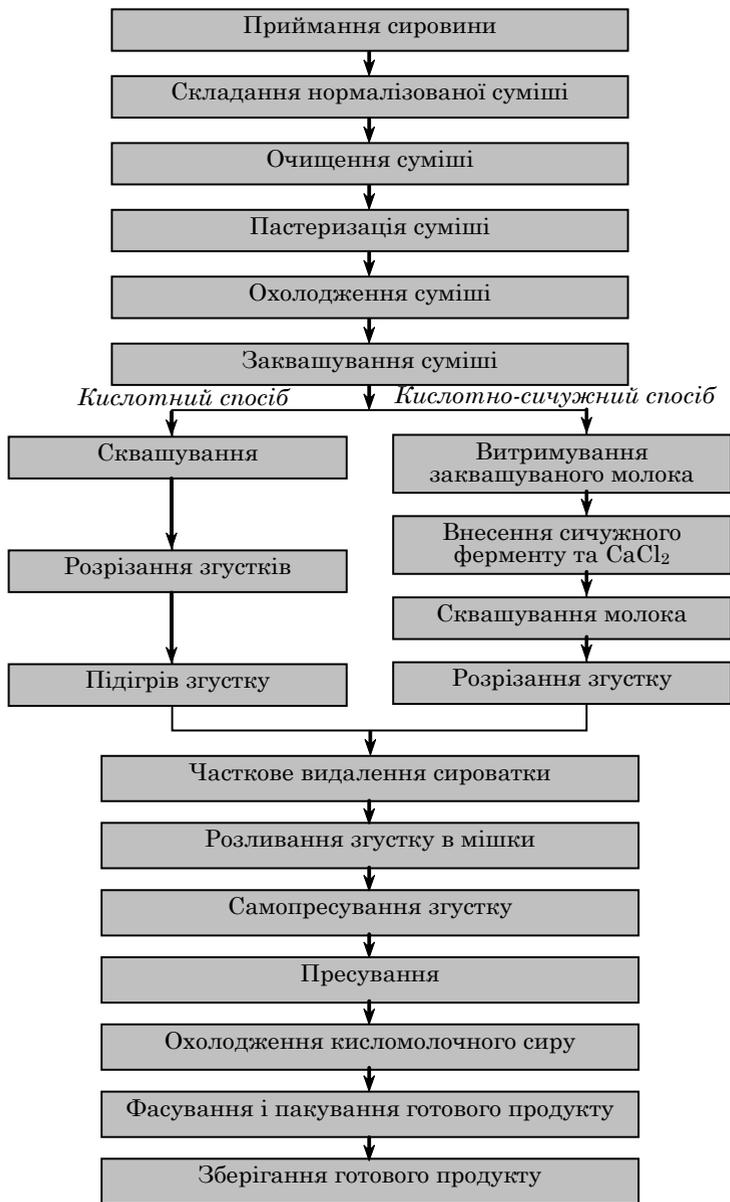 Приймання сировини
Складання нормалізованої суміші
Очищення суміші
Пастеризація суміші
Охолодження суміші
Заквашування суміші
Кислотний спосіб
Кислотно-сичужний спосіб
Сквашування
Розрізання згустків
Підігрів згустку
Витримування
заквашуваного молока
Внесення сичужного
ферменту та CaCl₂
Сквашування молока
Розрізання згустку
Часткове видалення сироватки
Розливання згустку в мішки
Самопресування згустку
Пресування
Охолодження кисломолочного сиру
Фасування і пакування готового продукту
Зберігання готового продукту